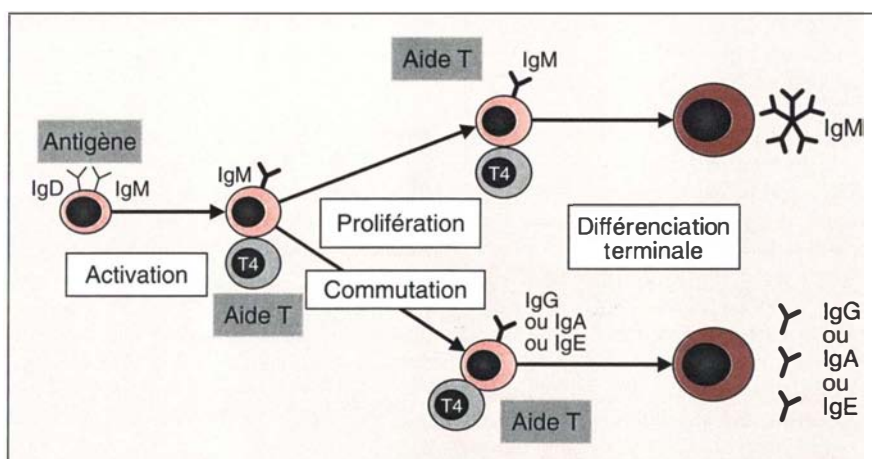 Aide T
IgM
T4
IgM
Antigène
IgD
IgM
IgM
T4
Prolifération
Différenciation
terminale
Activation
Commutation
Aide T
IgG
ou IgA
ou IgE
T4
Aide T
IgG
ou
IgA
ou
IgE